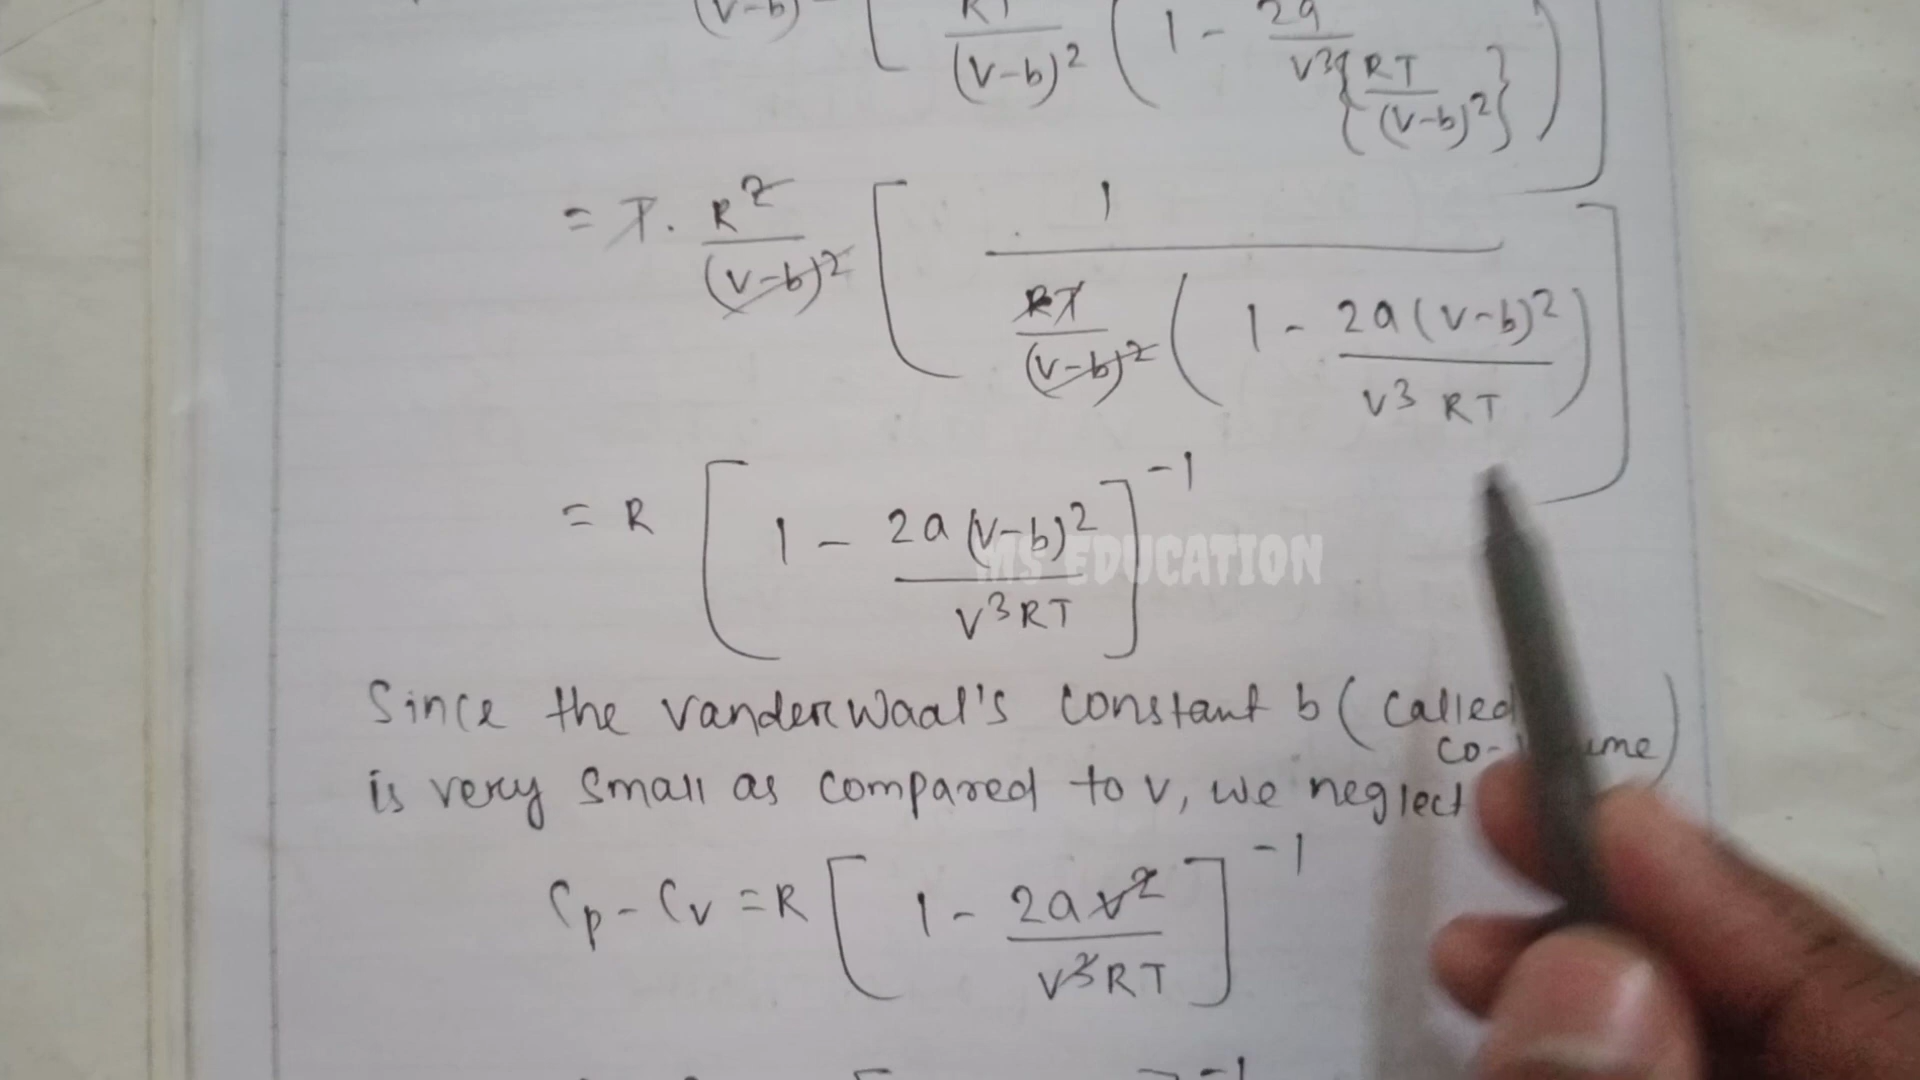 (V-b) [ RT/(V-b)² ( 1 - 2a/V³{RT/(V-b)²} ) ]
= T. R²/(V-b)² [ 1 / RT/(V-b)² ( 1 - 2a(V-b)²/V³ RT ) ]
= R [ 1 - 2a(V-b)²/V³RT ]⁻¹
MS EDUCATION
Since the vanderwaal's constant b (called
co-
is very small as compared to v, we neglect
Cp - Cv = R [ 1 - 2aV²/V³RT ]⁻¹
-1